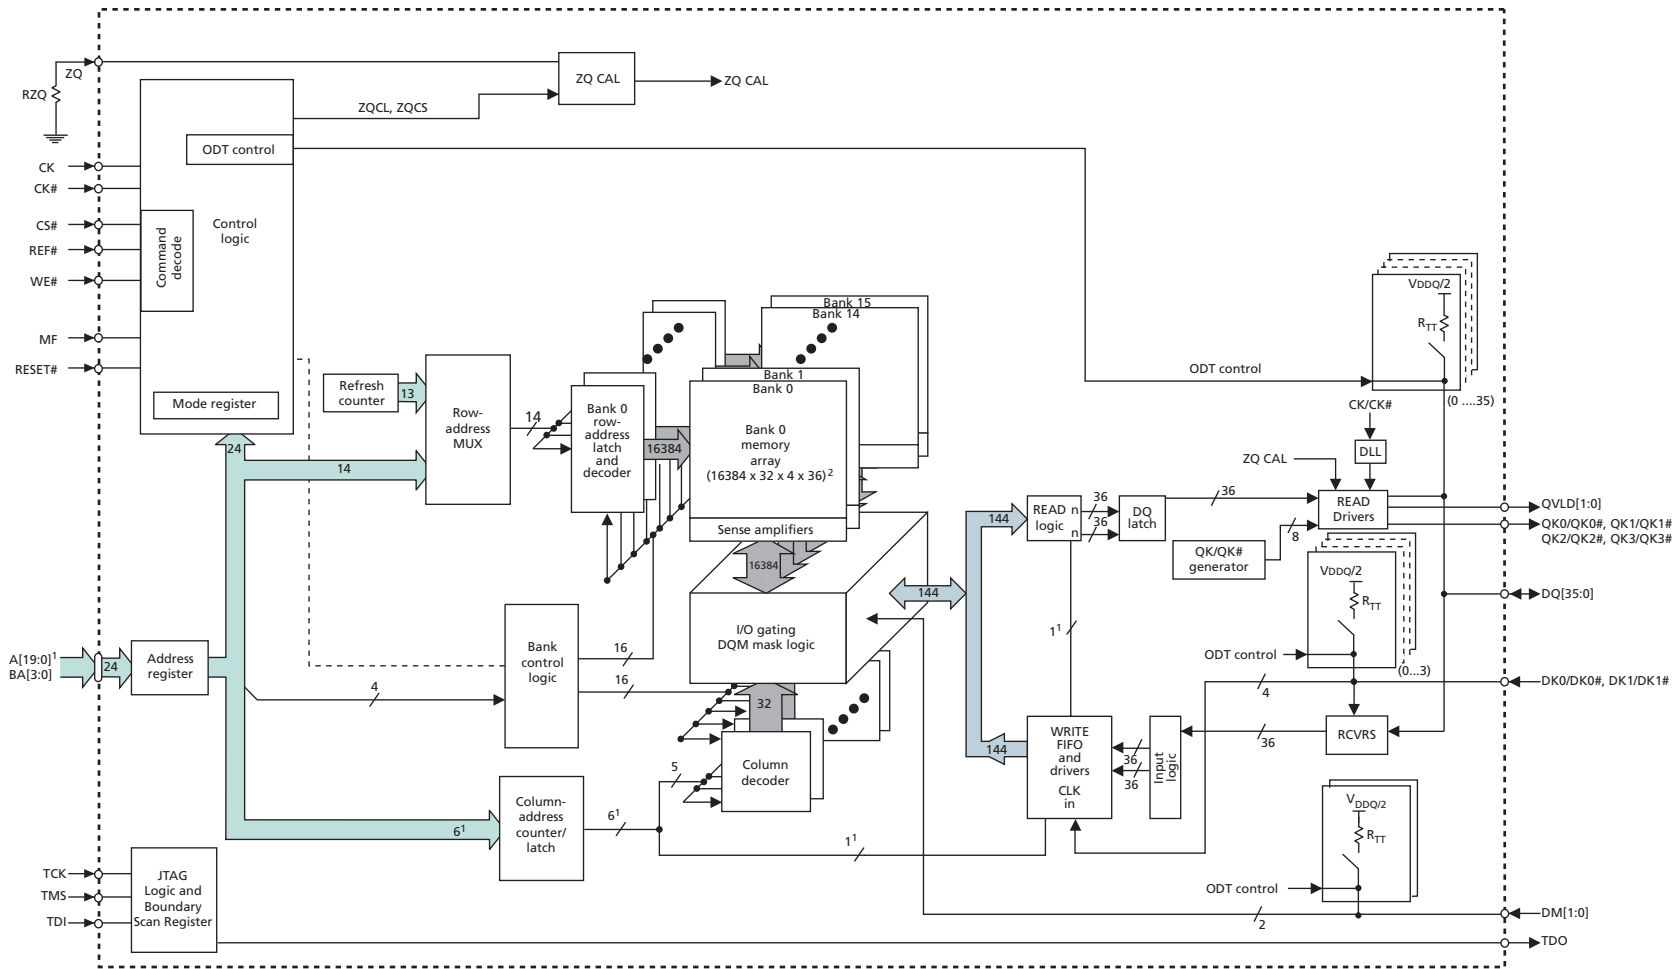 ZQ
RZQ
ZQ CAL
ZQ CAL
ZQCL, ZQCS
ODT control
CK
CK#
CS#
REF#
WE#
MF
RESET#
Command
decode
Control
logic
Mode register
24
14
Refresh
counter
13
Row-
address
MUX
14
Bank 0
row-
address
latch
and
decoder
16384
Bank 15
Bank 14
Bank 1
Bank 0
Bank 0
memory
array
(16384 x 32 x 4 x 36)²
Sense amplifiers
16384
I/O gating
DQM mask logic
144
ODT control
VDDQ/2
RTT
(0 ....35)
CK/CK#
DLL
ZQ CAL
144
READ
logic
n
n
36
36
DQ
latch
36
READ
Drivers
8
QK/QK#
generator
QVLD[1:0]
QK0/QK0#, QK1/QK1#
QK2/QK2#, QK3/QK3#
VDDQ/2
RTT
DQ[35:0]
ODT control
(0...3)
1¹
A[19:0]¹
BA[3:0]
24
Address
register
4
Bank
control
logic
16
16
32
Column
decoder
5
6¹
Column-
address
counter/
latch
6¹
1¹
144
WRITE
FIFO
and
drivers
CLK
in
36
36
Input
logic
36
RCVRS
4
DK0/DK0#, DK1/DK1#
VDDQ/2
RTT
ODT control
2
DM[1:0]
TCK
TMS
TDI
JTAG
Logic and
Boundary
Scan Register
TDO